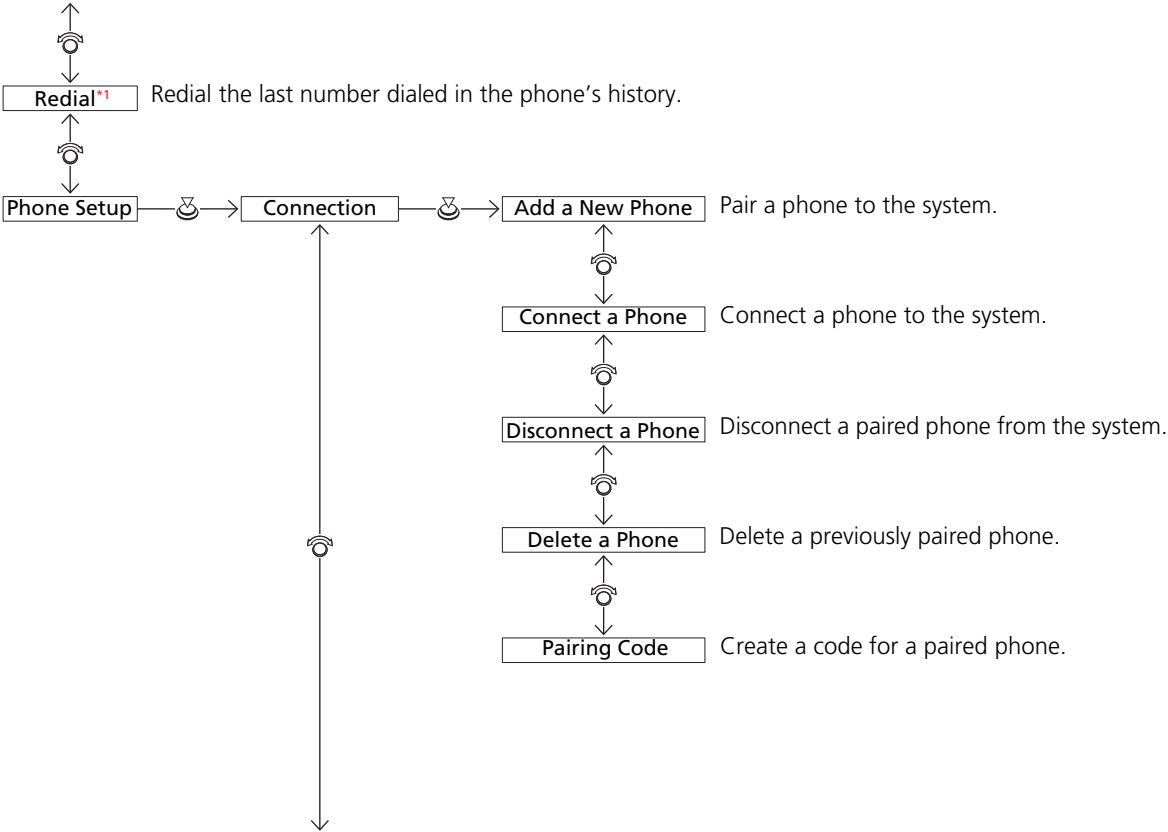 Redial*1 Redial the last number dialed in the phone’s history.
Phone Setup Connection Add a New Phone Pair a phone to the system.
Connect a Phone Connect a phone to the system.
Disconnect a Phone Disconnect a paired phone from the system.
Delete a Phone Delete a previously paired phone.
Pairing Code Create a code for a paired phone.